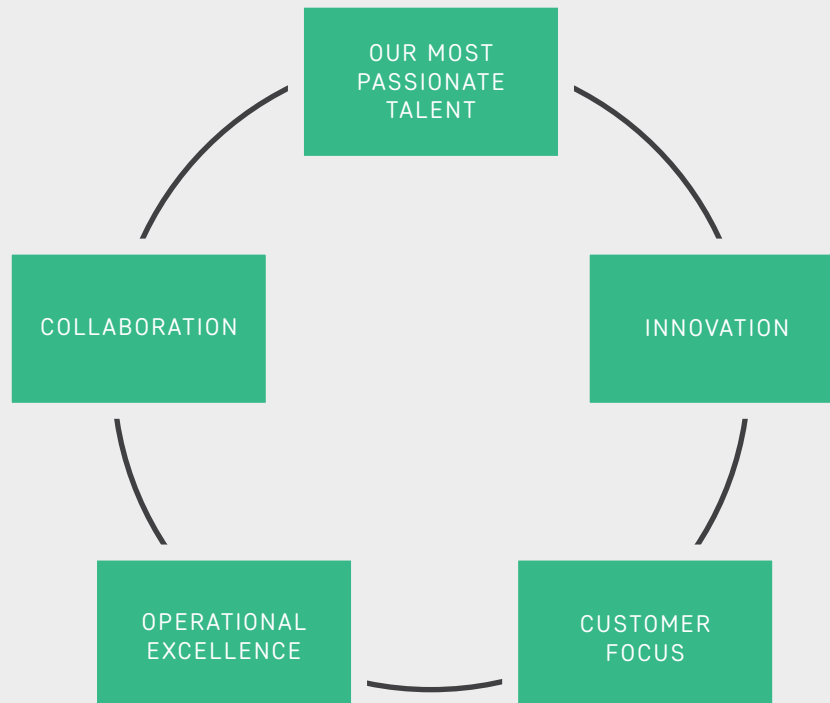 OUR MOST
PASSIONATE
TALENT
COLLABORATION
INNOVATION
OPERATIONAL
EXCELLENCE
CUSTOMER
FOCUS